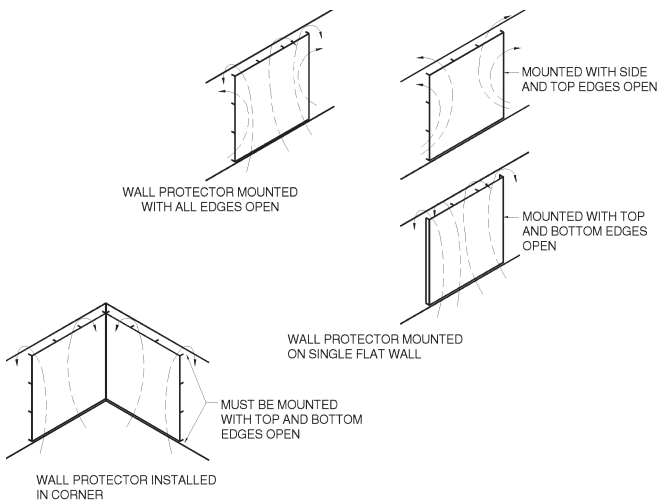 MOUNTED WITH SIDE
AND TOP EDGES OPEN
WALL PROTECTOR MOUNTED
WITH ALL EDGES OPEN
MOUNTED WITH TOP
AND BOTTOM EDGES
OPEN
WALL PROTECTOR MOUNTED
ON SINGLE FLAT WALL
MUST BE MOUNTED
WITH TOP AND BOTTOM
EDGES OPEN
WALL PROTECTOR INSTALLED
IN CORNER